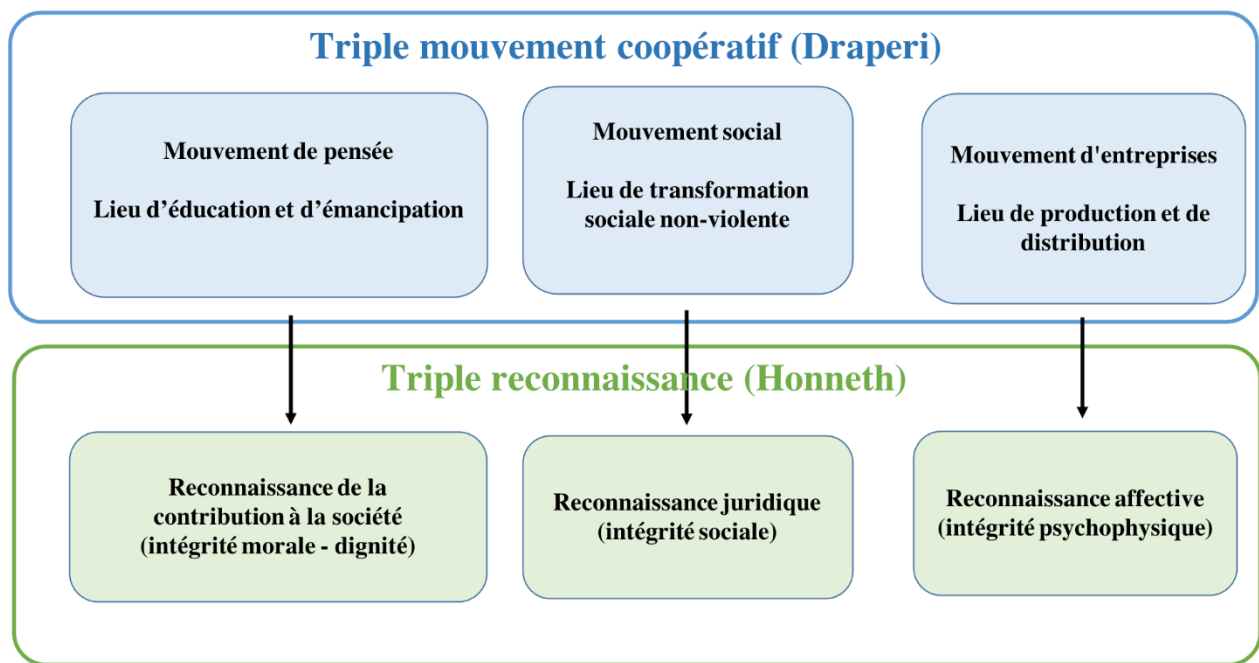 Triple mouvement coopératif (Draperi)
Mouvement de pensée
Lieu d’éducation et d’émancipation
Mouvement social
Lieu de transformation
sociale non-violente
Mouvement d'entreprises
Lieu de production et de
distribution
Triple reconnaissance (Honneth)
Reconnaissance de la
contribution à la société
(intégrité morale - dignité)
Reconnaissance juridique
(intégrité sociale)
Reconnaissance affective
(intégrité psychophysique)